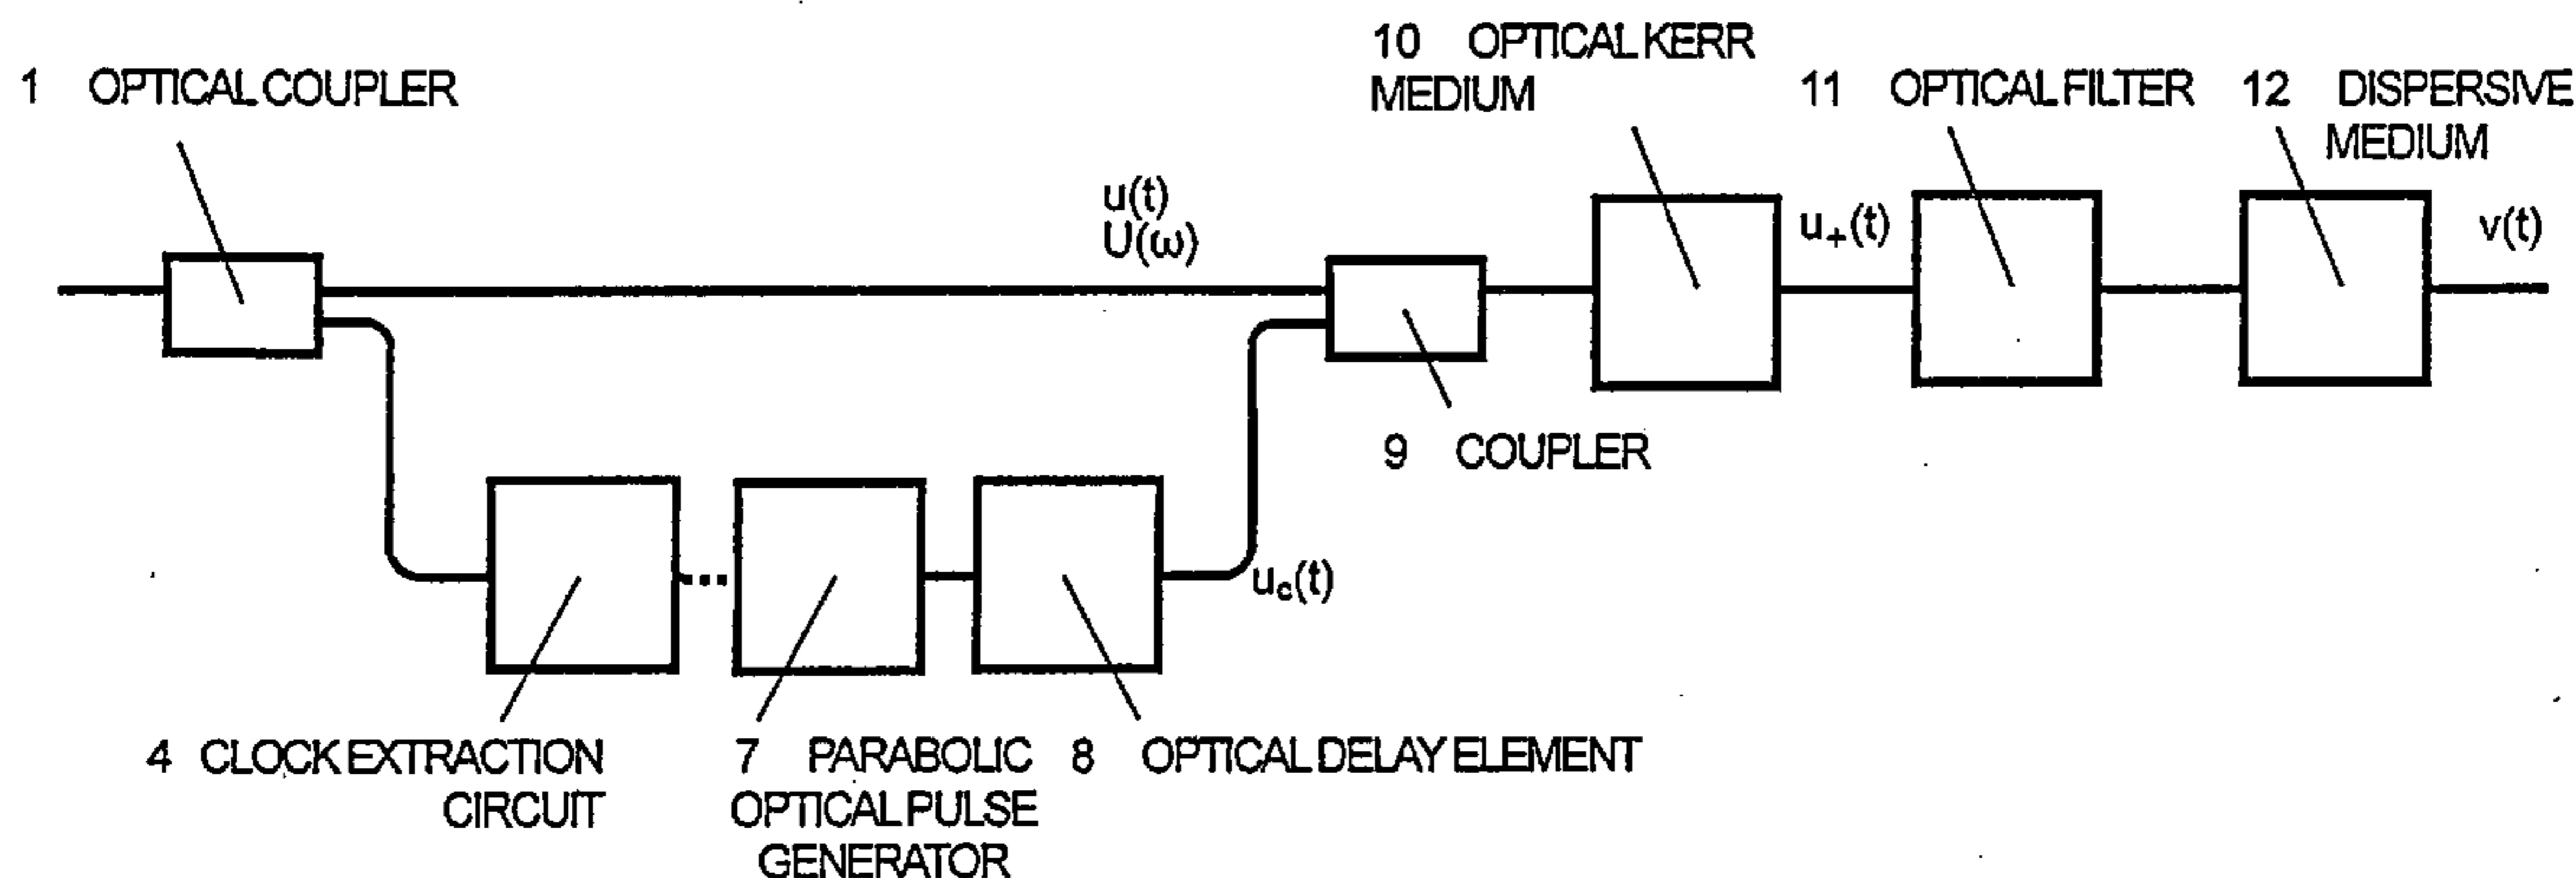 1 OPTICAL COUPLER
10 OPTICAL KERR
MEDIUM
11 OPTICAL FILTER
12 DISPERSIVE
MEDIUM
u(t)
U(ω)
u₊(t)
v(t)
9 COUPLER
u_c(t)
4 CLOCK EXTRACTION
CIRCUIT
7 PARABOLIC
OPTICAL PULSE
GENERATOR
8 OPTICAL DELAY ELEMENT